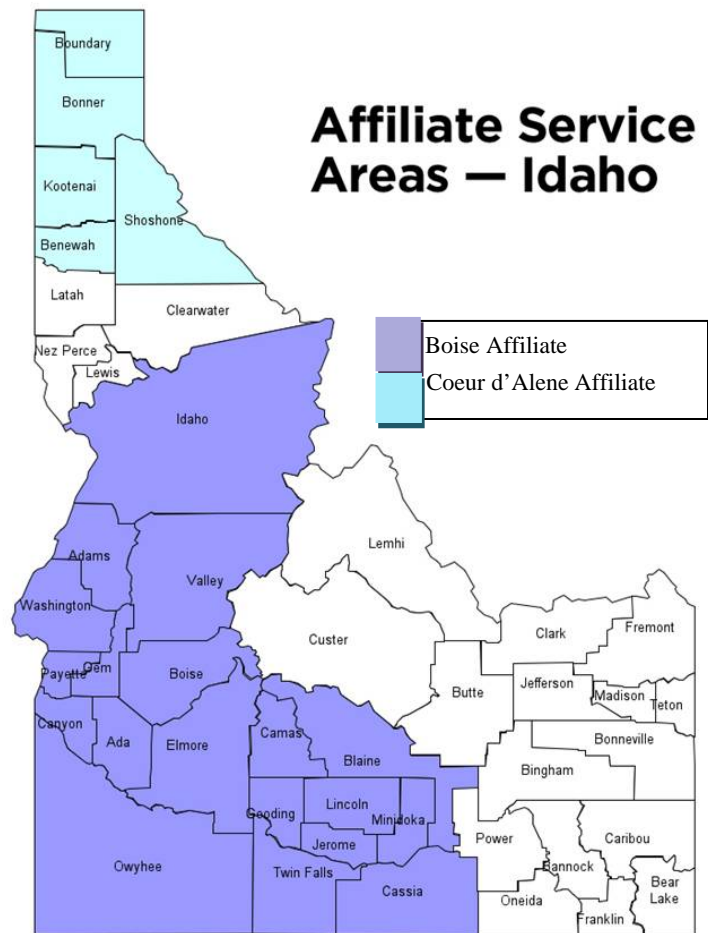 Boundary
Bonner
Affiliate Service
Areas — Idaho
Kootenai
Shoshone
Benewah
Latah
Clearwater
Boise Affiliate
Nez Perce
Lewis
Coeur d’Alene Affiliate
Idaho
Lemhi
Adams
Valley
Washington
Custer
Clark
Fremont
Payette
Gem
Boise
Butte
Jefferson
Madison
Teton
Canyon
Ada
Elmore
Camas
Blaine
Bonneville
Bingham
Gooding
Lincoln
Minidoka
Jerome
Power
Caribou
Owyhee
Twin Falls
Cassia
Bannock
Oneida
Bear
Lake
Franklin